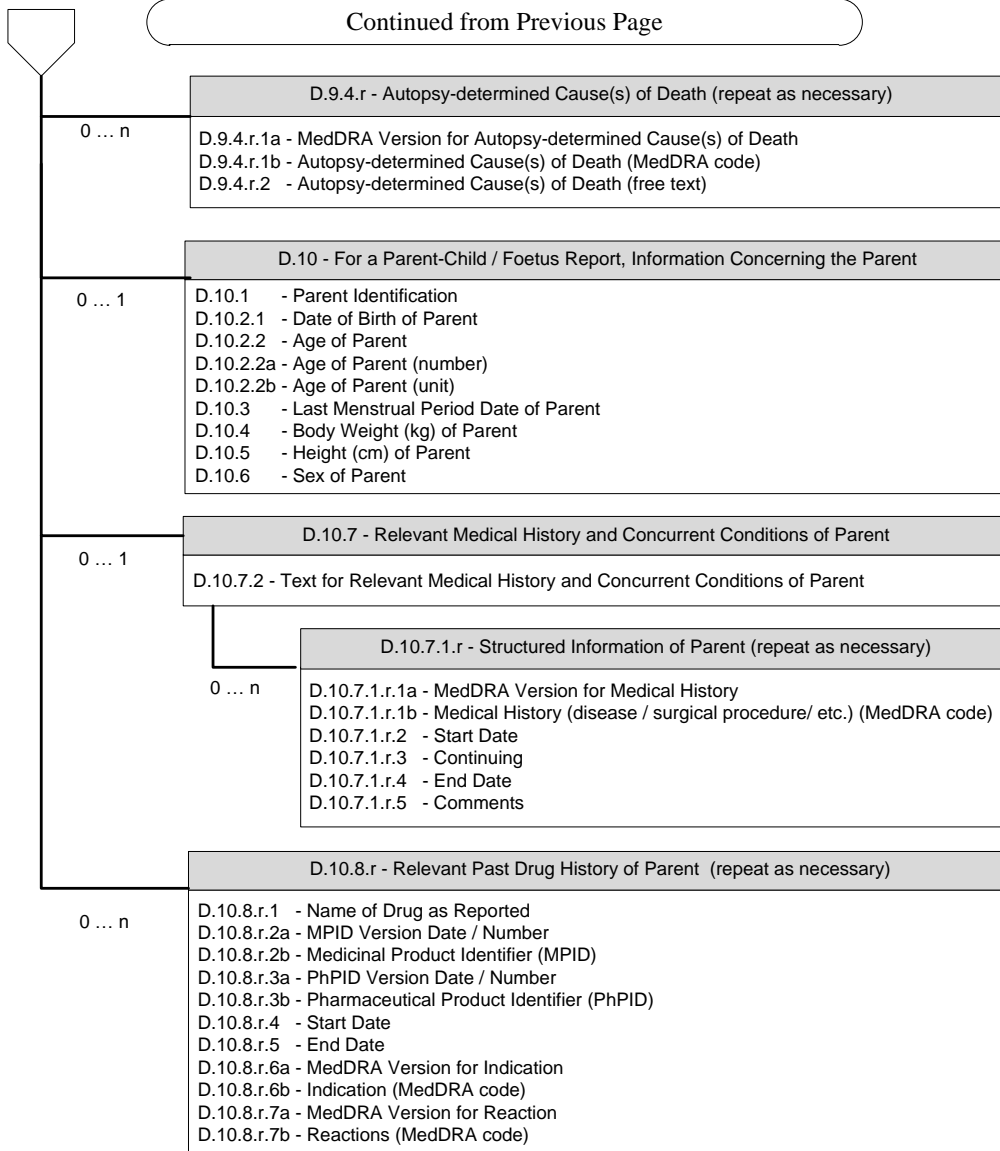 Continued from Previous Page
D.9.4.r - Autopsy-determined Cause(s) of Death (repeat as necessary)
0 … n
D.9.4.r.1a - MedDRA Version for Autopsy-determined Cause(s) of Death
D.9.4.r.1b - Autopsy-determined Cause(s) of Death (MedDRA code)
D.9.4.r.2 - Autopsy-determined Cause(s) of Death (free text)
D.10 - For a Parent-Child / Foetus Report, Information Concerning the Parent
0 … 1
D.10.1 - Parent Identification
D.10.2.1 - Date of Birth of Parent
D.10.2.2 - Age of Parent
D.10.2.2a - Age of Parent (number)
D.10.2.2b - Age of Parent (unit)
D.10.3 - Last Menstrual Period Date of Parent
D.10.4 - Body Weight (kg) of Parent
D.10.5 - Height (cm) of Parent
D.10.6 - Sex of Parent
D.10.7 - Relevant Medical History and Concurrent Conditions of Parent
0 … 1
D.10.7.2 - Text for Relevant Medical History and Concurrent Conditions of Parent
D.10.7.1.r - Structured Information of Parent (repeat as necessary)
0 … n
D.10.7.1.r.1a - MedDRA Version for Medical History
D.10.7.1.r.1b - Medical History (disease / surgical procedure/ etc.) (MedDRA code)
D.10.7.1.r.2 - Start Date
D.10.7.1.r.3 - Continuing
D.10.7.1.r.4 - End Date
D.10.7.1.r.5 - Comments
D.10.8.r - Relevant Past Drug History of Parent (repeat as necessary)
0 … n
D.10.8.r.1 - Name of Drug as Reported
D.10.8.r.2a - MPID Version Date / Number
D.10.8.r.2b - Medicinal Product Identifier (MPID)
D.10.8.r.3a - PhPID Version Date / Number
D.10.8.r.3b - Pharmaceutical Product Identifier (PhPID)
D.10.8.r.4 - Start Date
D.10.8.r.5 - End Date
D.10.8.r.6a - MedDRA Version for Indication
D.10.8.r.6b - Indication (MedDRA code)
D.10.8.r.7a - MedDRA Version for Reaction
D.10.8.r.7b - Reactions (MedDRA code)